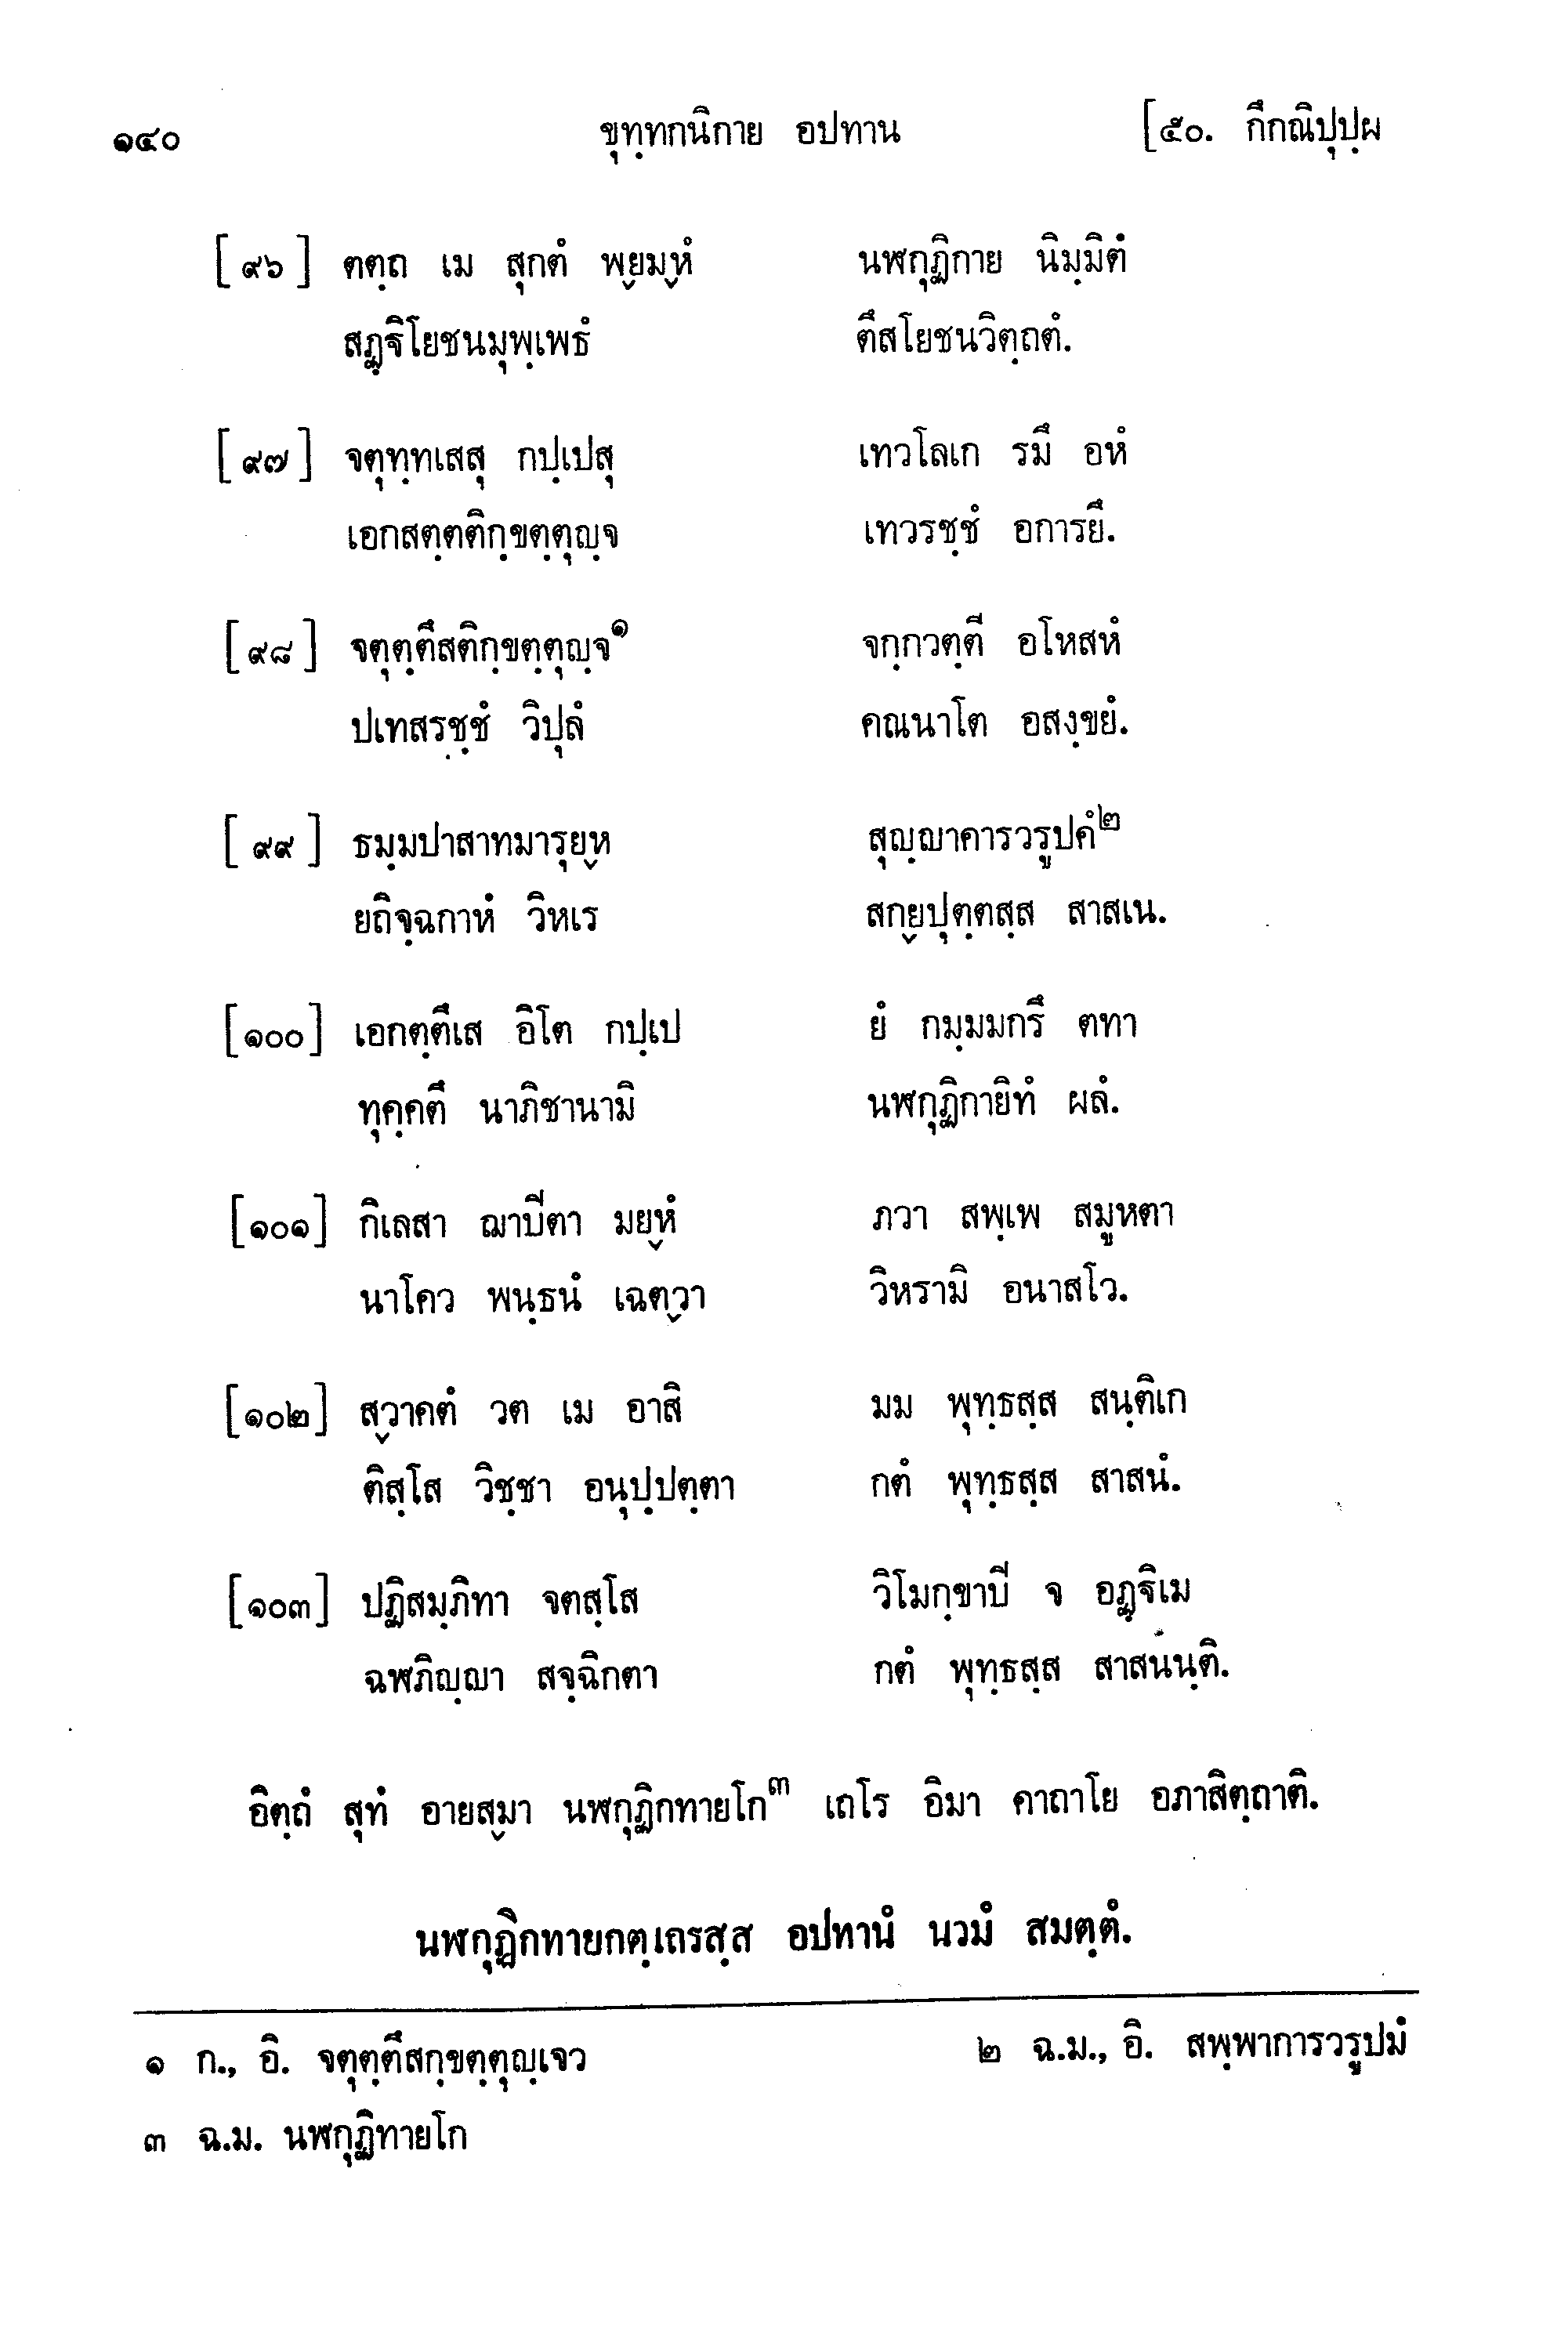 ๑๔๐ ขุทฺทกนิกาย อปทาน [๕๐. กึกณิปุปฺผ
[๙๖] ตตฺถ เม สุกตํ พฺยมฺหํ นฬกุฏิกาย นิมฺมิตํ
สฏฺฐิโยชนมุพฺเพธํ ตึสโยชนวิตฺถตํ.
[๙๗] จตุทฺทเสสุ กปฺเปสุ เทวโลเก รมึ อหํ
เอกสตฺตติกฺขตฺตุญฺจ เทวรชฺชํ อการยึ.
[๙๘] จตุตฺตึสติกฺขตฺตุญฺจ๑ จกฺกวตฺตี อโหสหํ
ปเทสรชฺชํ วิปุลํ คณนาโต อสงฺขยํ.
[๙๙] ธมฺมปาสาทมารุยฺห สุญฺญาคารวรูปคํ๒
ยถิจฺฉกาหํ วิหเร สกฺยปุตฺตสฺส สาสเน.
[๑๐๐] เอกตฺตึเส อิโต กปฺเป ยํ กมฺมมกรึ ตทา
ทุคฺคตึ นาภิชานามิ นฬกุฏิกายิทํ ผลํ.
[๑๐๑] กิเลสา ฌาปิตา มยฺหํ ภวา สพฺเพ สมูหตา
นาโคว พนฺธนํ เฉตฺวา วิหรามิ อนาสโว.
[๑๐๒] สฺวาคตํ วต เม อาสิ มม พุทฺธสฺส สนฺติเก
ติสฺโส วิชฺชา อนุปฺปตฺตา กตํ พุทฺธสฺส สาสนํ.
[๑๐๓] ปฏิสมฺภิทา จตสฺโส วิโมกฺขาปิ จ อฏฺฐิเม
ฉฬภิญฺญา สจฺฉิกตา กตํ พุทฺธสฺส สาสนนฺติ.
อิตฺถํ สุทํ อายสฺมา นฬกุฏิกทายโก๓ เถโร อิมา คาถาโย อภาสิตฺถาติ.
นฬกุฏิกทายกตฺเถรสฺส อปทานํ นวมํ สมตฺตํ.
๑ ก., อิ. จตุตฺตึสกฺขตฺตุญฺเจว ๒ ฉ.ม., อิ. สพฺพาการวรูปมํ
๓ ฉ.ม. นฬกุฏิทายโก